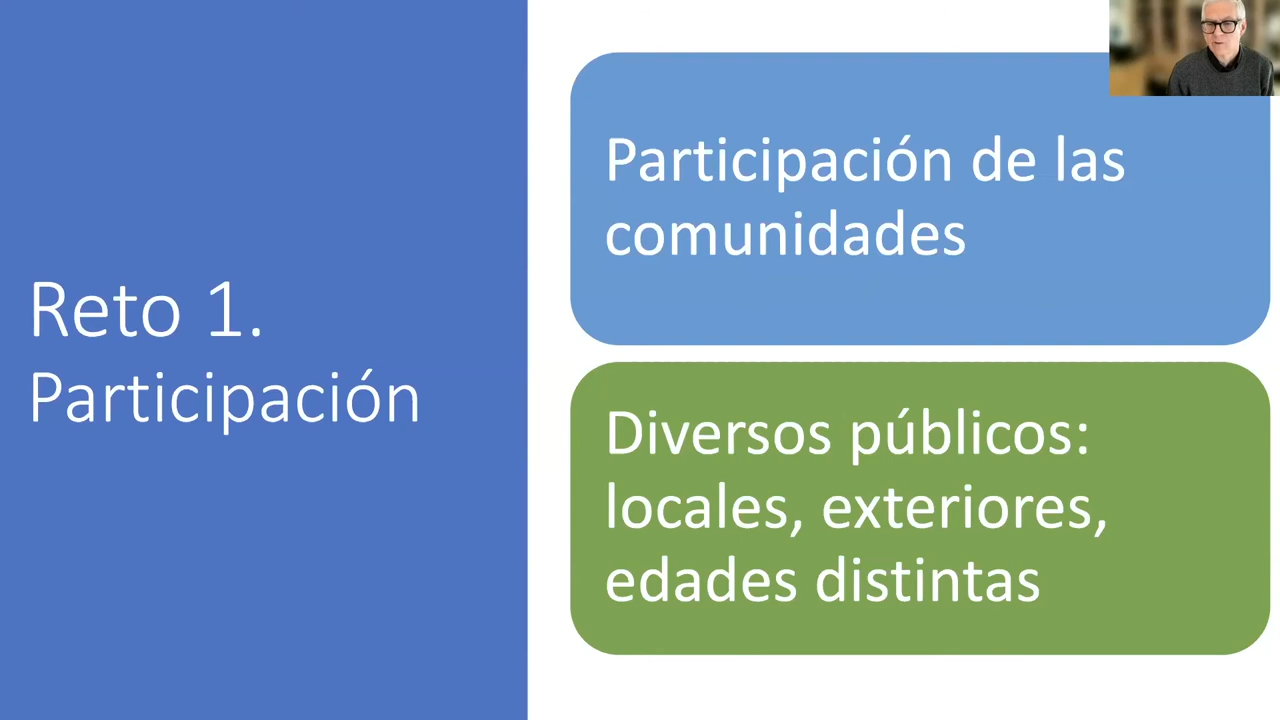 Reto 1.
Participación
Participación de las
comunidades
Diversos públicos:
locales, exteriores,
edades distintas